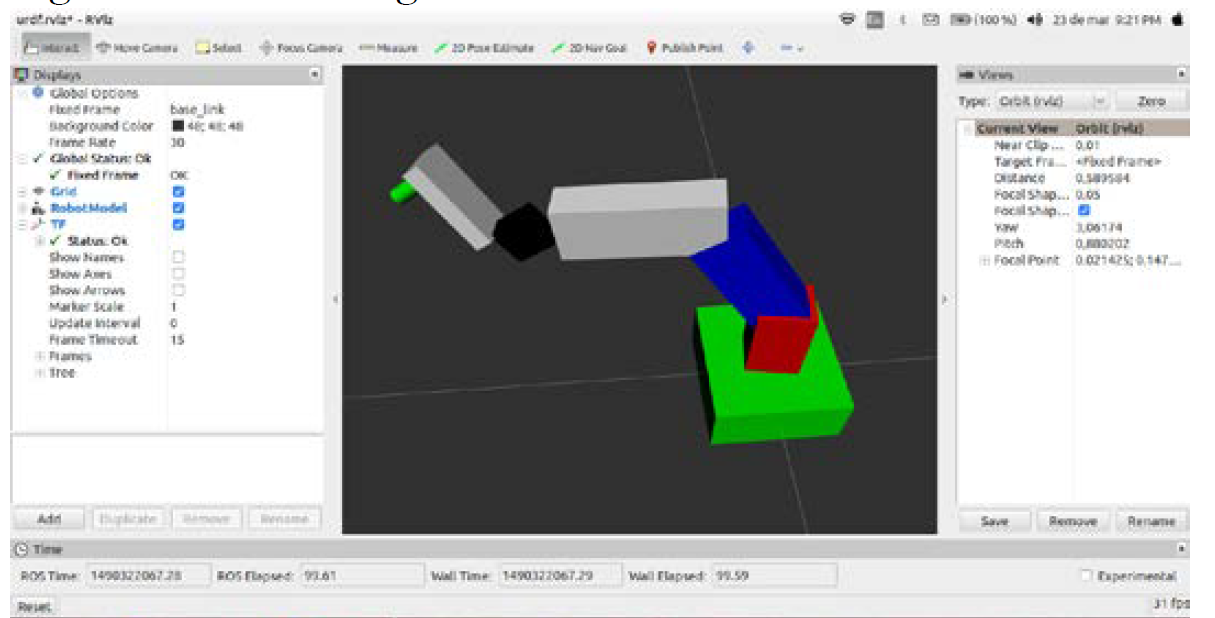 urdf.rviz* - RViz
(100 %) 23 de mar 9:21 PM
Interact Move Camera Select Focus Camera Measure 2D Pose Estimate 2D Nav Goal Publish Point
Displays
Global Options
Fixed Frame base_link
Background Color 48; 48; 48
Frame Rate 30
Global Status: Ok
Fixed Frame OK
Grid
RobotModel
TF
Status: Ok
Show Names
Show Axes
Show Arrows
Marker Scale 1
Update Interval 0
Frame Timeout 15
Frames
Tree
Add Duplicate Remove Rename
Views
Type: Orbit (rviz) Zero
Current View Orbit (rviz)
Near Clip ... 0,01
Target Fra... <Fixed Frame>
Distance 0,589584
Focal Shap... 0,05
Focal Shap...
Yaw 3,06174
Pitch 0,880202
Focal Point 0.021425; 0.147....
Save Remove Rename
Time
ROS Time: 1490322067.28 ROS Elapsed: 99.61 Wall Time: 1490322067.29 Wall Elapsed: 99.59 Experimental
Reset 31 fps